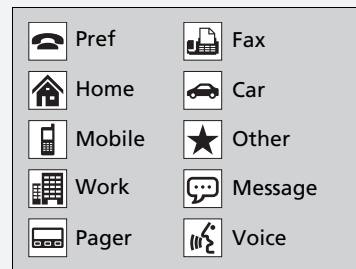 Pref
Fax
Home
Car
Mobile
Other
Work
Message
Pager
Voice